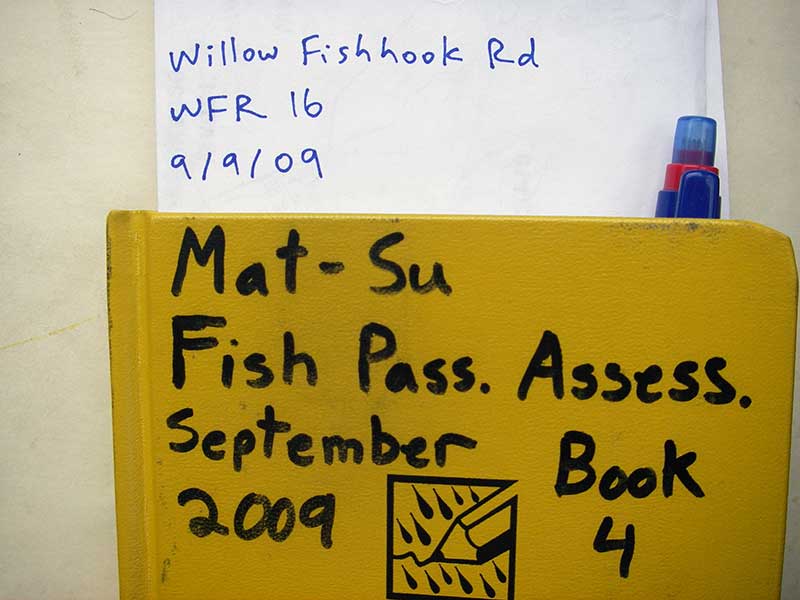 Willow Fishhook Rd
WFR 16
9/9/09
Mat-Su
Fish Pass. Assess.
September
2009
Book
4